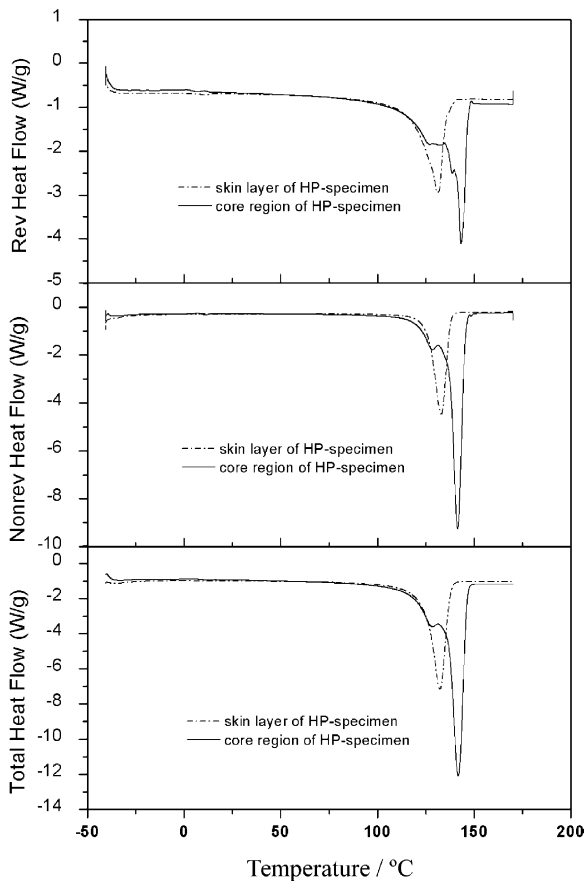 1
0
-1
-2
-3
-4
-5
Rev Heat Flow (W/g)
skin layer of HP-specimen
core region of HP-specimen
0
-2
-4
-6
-8
-10
Nonrev Heat Flow (W/g)
skin layer of HP-specimen
core region of HP-specimen
0
-2
-4
-6
-8
-10
-12
-14
Total Heat Flow (W/g)
skin layer of HP-specimen
core region of HP-specimen
-50 0 50 100 150 200
Temperature / ºC